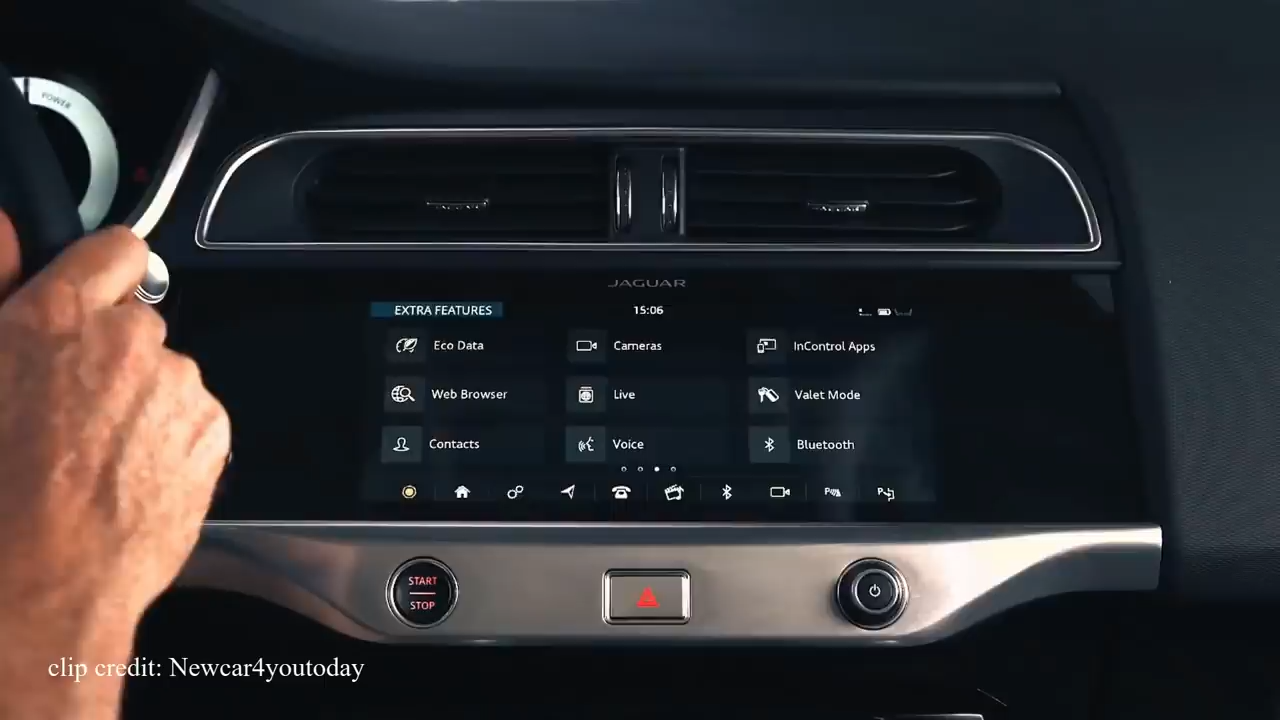 POWER
JAGUAR
EXTRA FEATURES 15:06
Eco Data Cameras InControl Apps
Web Browser Live Valet Mode
Contacts Voice Bluetooth
START
STOP
clip credit: Newcar4youtoday